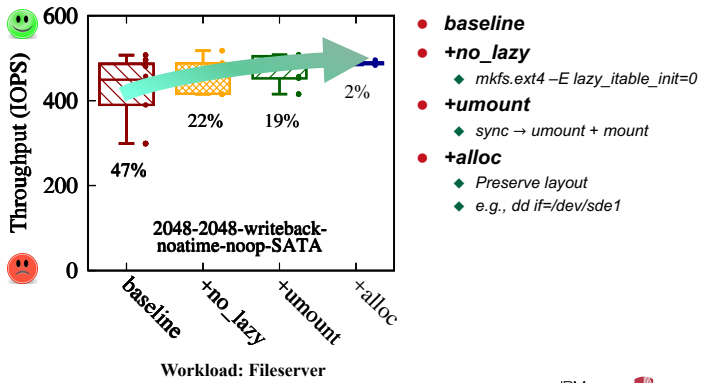 Throughput (IOPS)
600
400
200
0
47%
22%
19%
2%
2048-2048-writeback-
noatime-noop-SATA
baseline
+no_lazy
+umount
+alloc
Workload: Fileserver
baseline
+no_lazy
mkfs.ext4 –E lazy_itable_init=0
+umount
sync → umount + mount
+alloc
Preserve layout
e.g., dd if=/dev/sde1